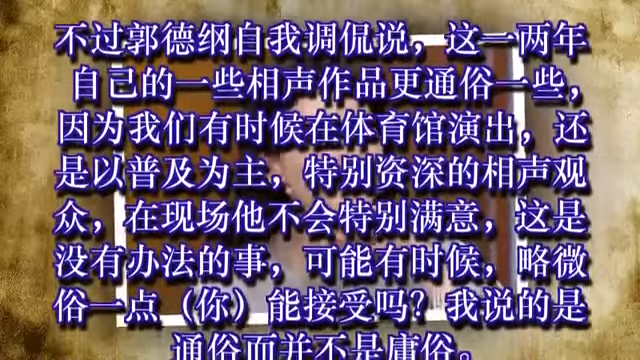 不过郭德纲自我调侃说，这一两年
自己的一些相声作品更通俗一些，
因为我们有时候在体育馆演出，还
是以普及为主，特别资深的相声观
众，在现场他不会特别满意，这是
没有办法的事，可能有时候，略微
俗一点（你）能接受吗？我说的是
通俗而并不是庸俗。